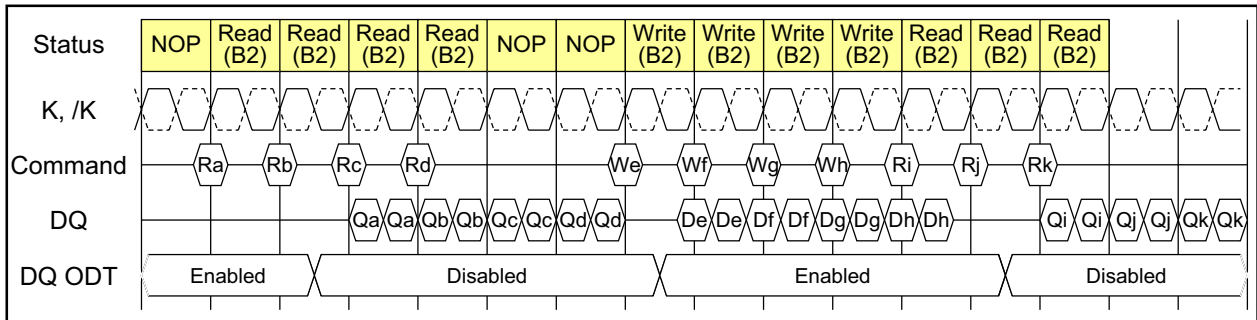 Status NOP Read (B2) Read (B2) Read (B2) Read (B2) NOP NOP Write (B2) Write (B2) Write (B2) Write (B2) Read (B2) Read (B2) Read (B2)
K, /K
Command Ra Rb Rc Rd We Wf Wg Wh Ri Rj Rk
DQ Qa Qa Qb Qb Qc Qc Qd Qd De De Df Df Dg Dg Dh Dh Qi Qi Qj Qj Qk Qk
DQ ODT Enabled Disabled Enabled Disabled